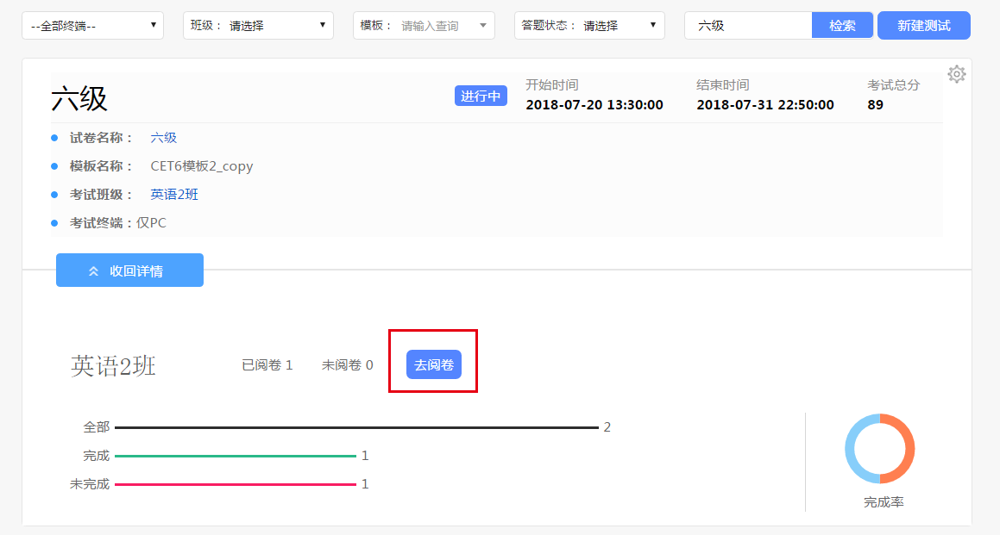 --全部终端-- 班级： 请选择 模板： 请输入查询 答题状态： 请选择 六级 检索 新建测试
六级 进行中 开始时间 结束时间 考试总分
2018-07-20 13:30:00 2018-07-31 22:50:00 89
试卷名称： 六级
模板名称： CET6模板2_copy
考试班级： 英语2班
考试终端：仅PC
收回详情
英语2班 已阅卷 1 未阅卷 0 去阅卷
全部 2
完成 1
未完成 1
完成率